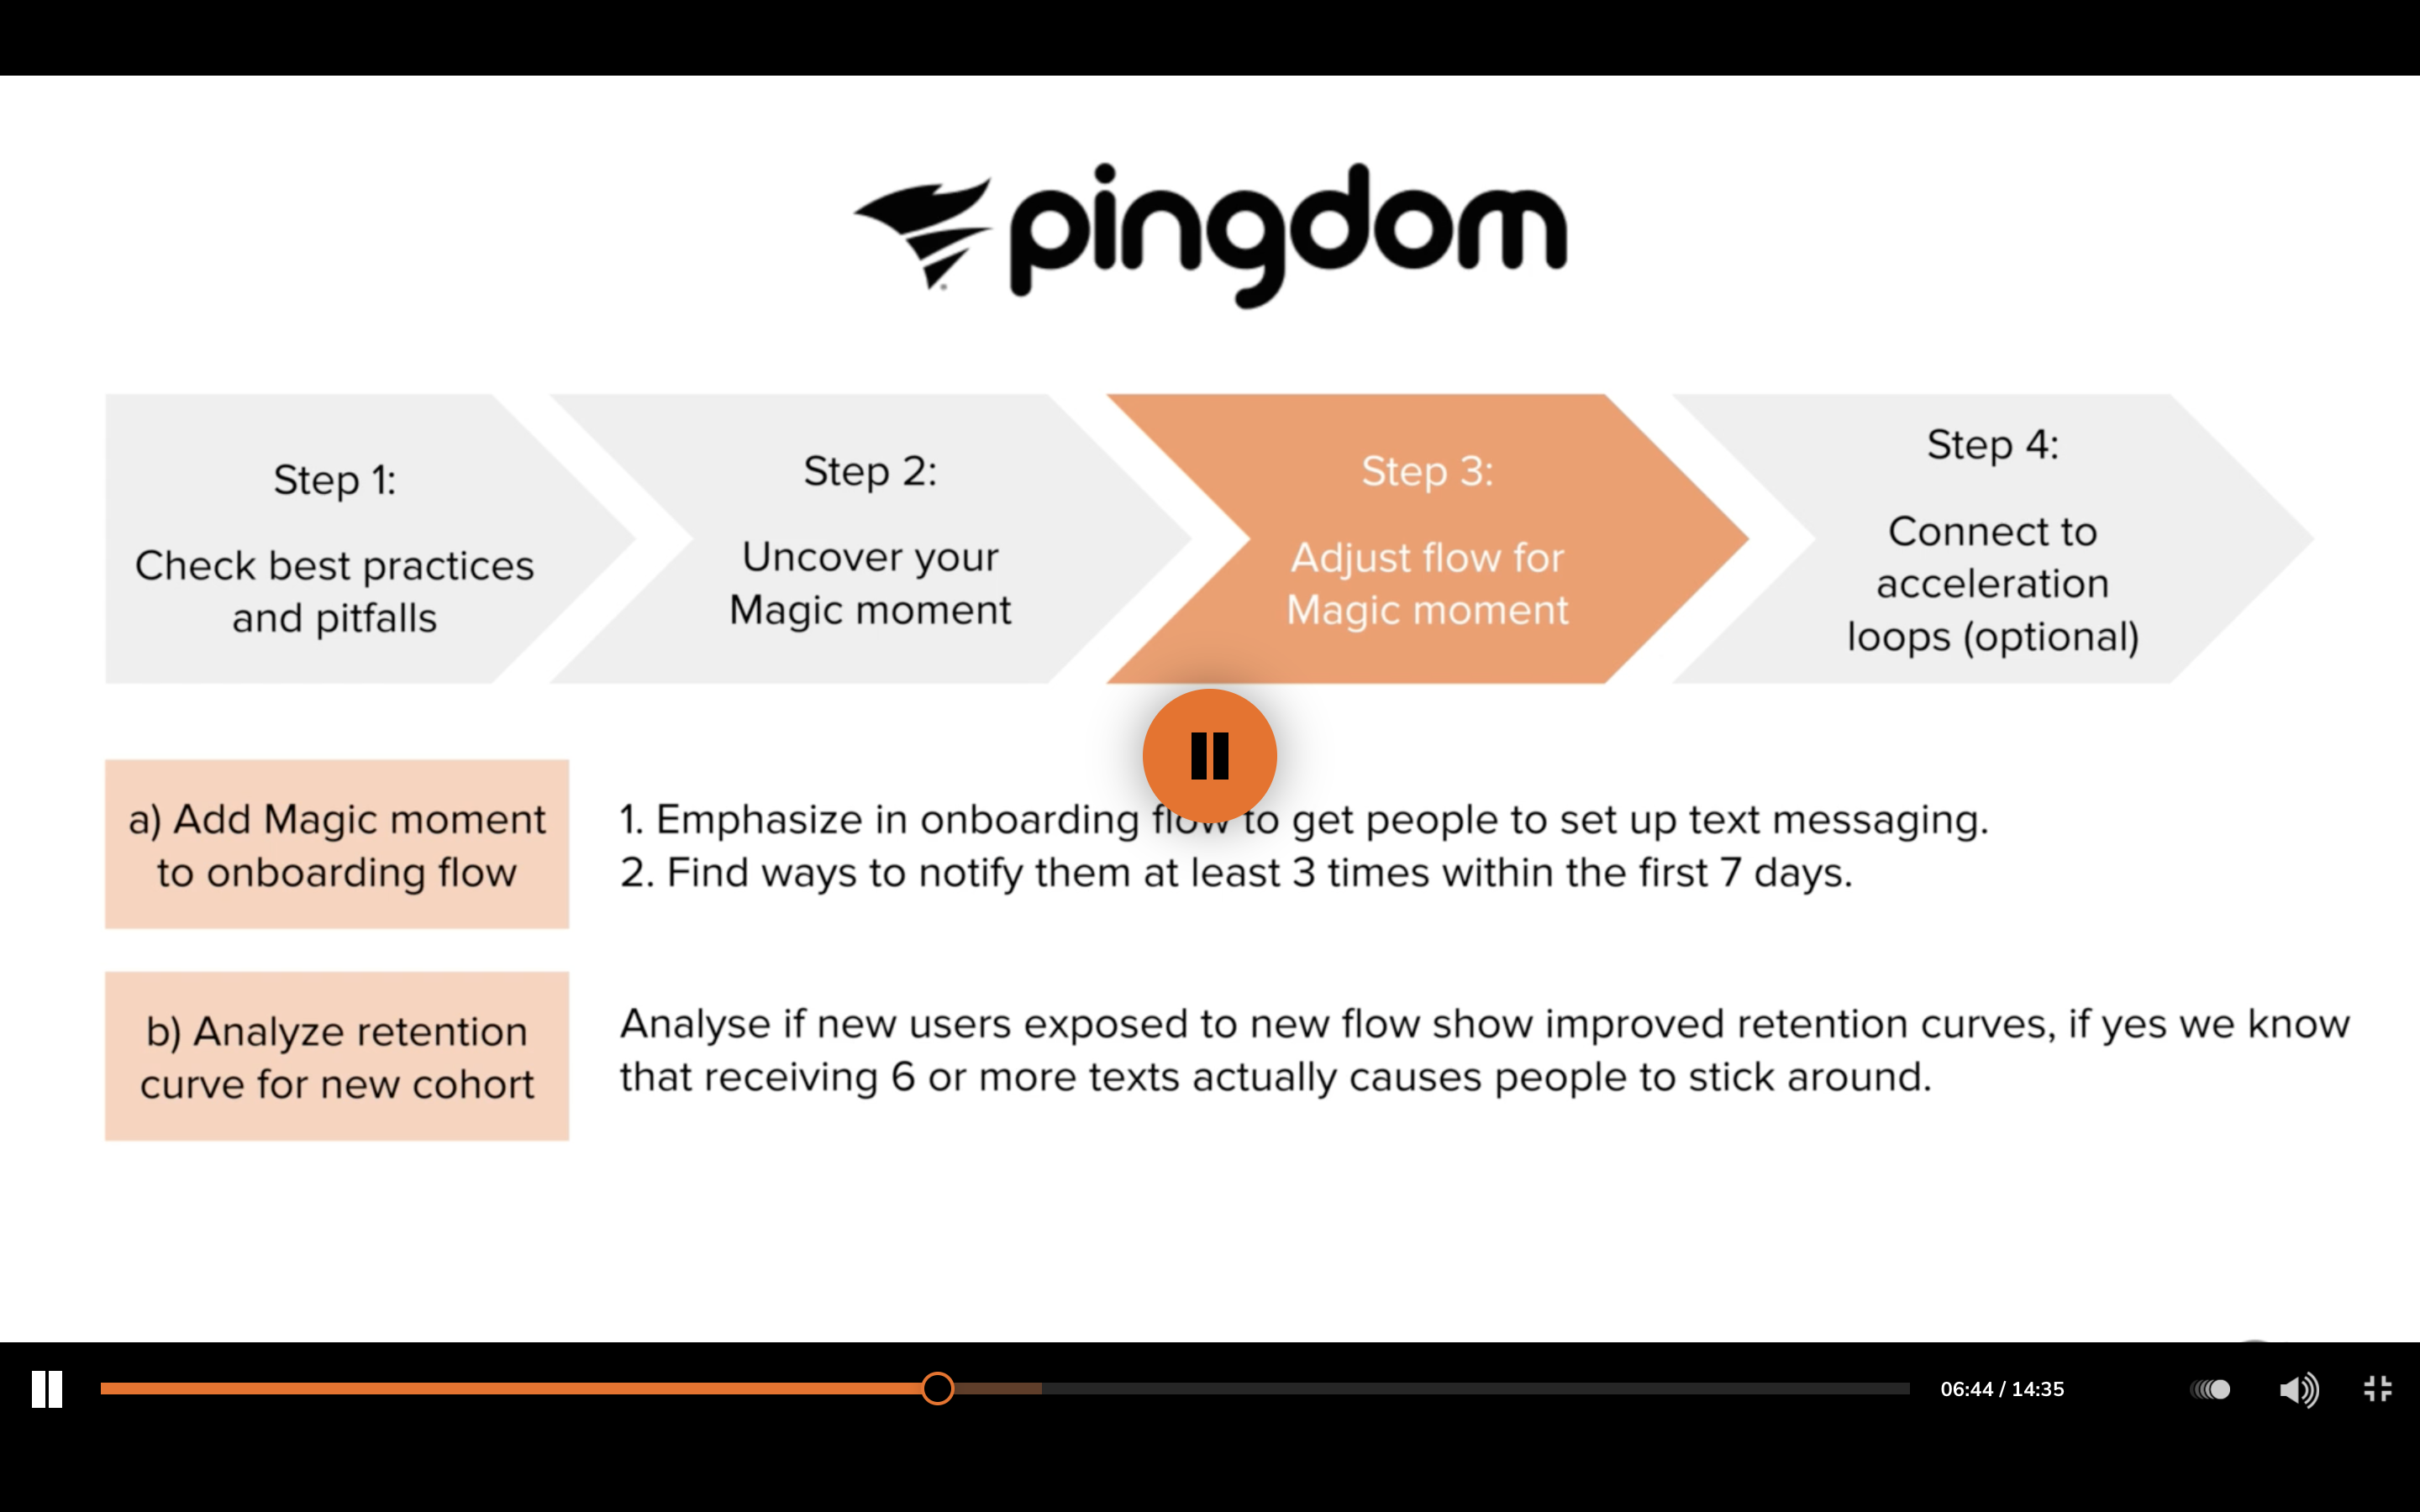 pingdom
Step 1:
Check best practices
and pitfalls
Step 2:
Uncover your
Magic moment
Step 3:
Adjust flow for
Magic moment
Step 4:
Connect to
acceleration
loops (optional)
a) Add Magic moment
to onboarding flow
1. Emphasize in onboarding flow to get people to set up text messaging.
2. Find ways to notify them at least 3 times within the first 7 days.
b) Analyze retention
curve for new cohort
Analyse if new users exposed to new flow show improved retention curves, if yes we know
that receiving 6 or more texts actually causes people to stick around.
06:44 / 14:35